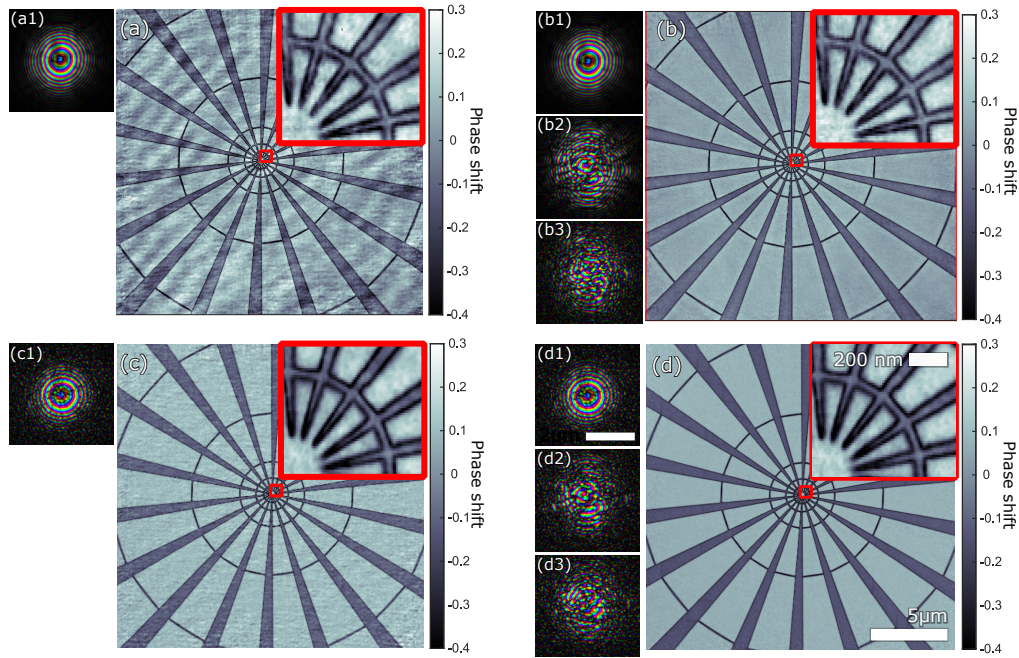 (a1)
(a)
0.3
0.2
0.1
0
-0.1
-0.2
-0.3
-0.4
Phase shift
(b1)
(b2)
(b3)
(b)
0.3
0.2
0.1
0
-0.1
-0.2
-0.3
-0.4
Phase shift
(c1)
(c)
0.3
0.2
0.1
0
-0.1
-0.2
-0.3
-0.4
Phase shift
(d1)
(d2)
(d3)
(d)
200 nm
5μm
0.3
0.2
0.1
0
-0.1
-0.2
-0.3
-0.4
Phase shift